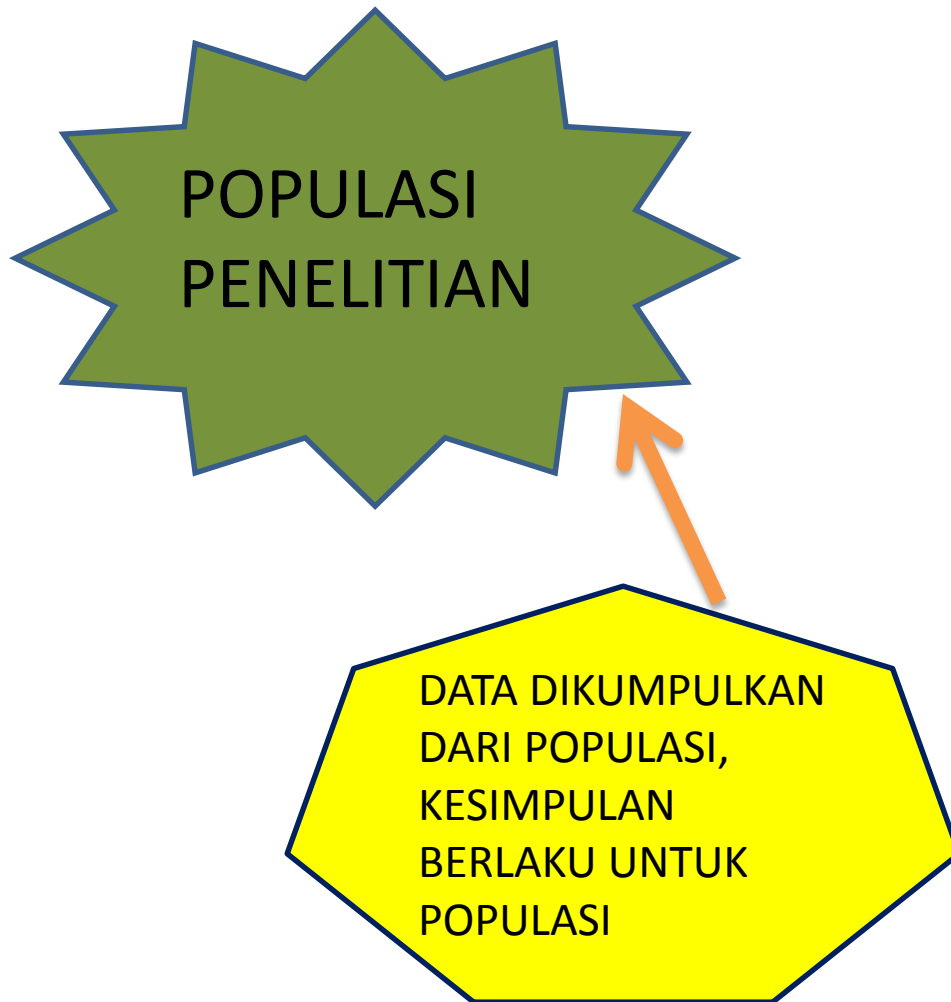 POPULASI
PENELITIAN
DATA DIKUMPULKAN
DARI POPULASI,
KESIMPULAN
BERLAKU UNTUK
POPULASI